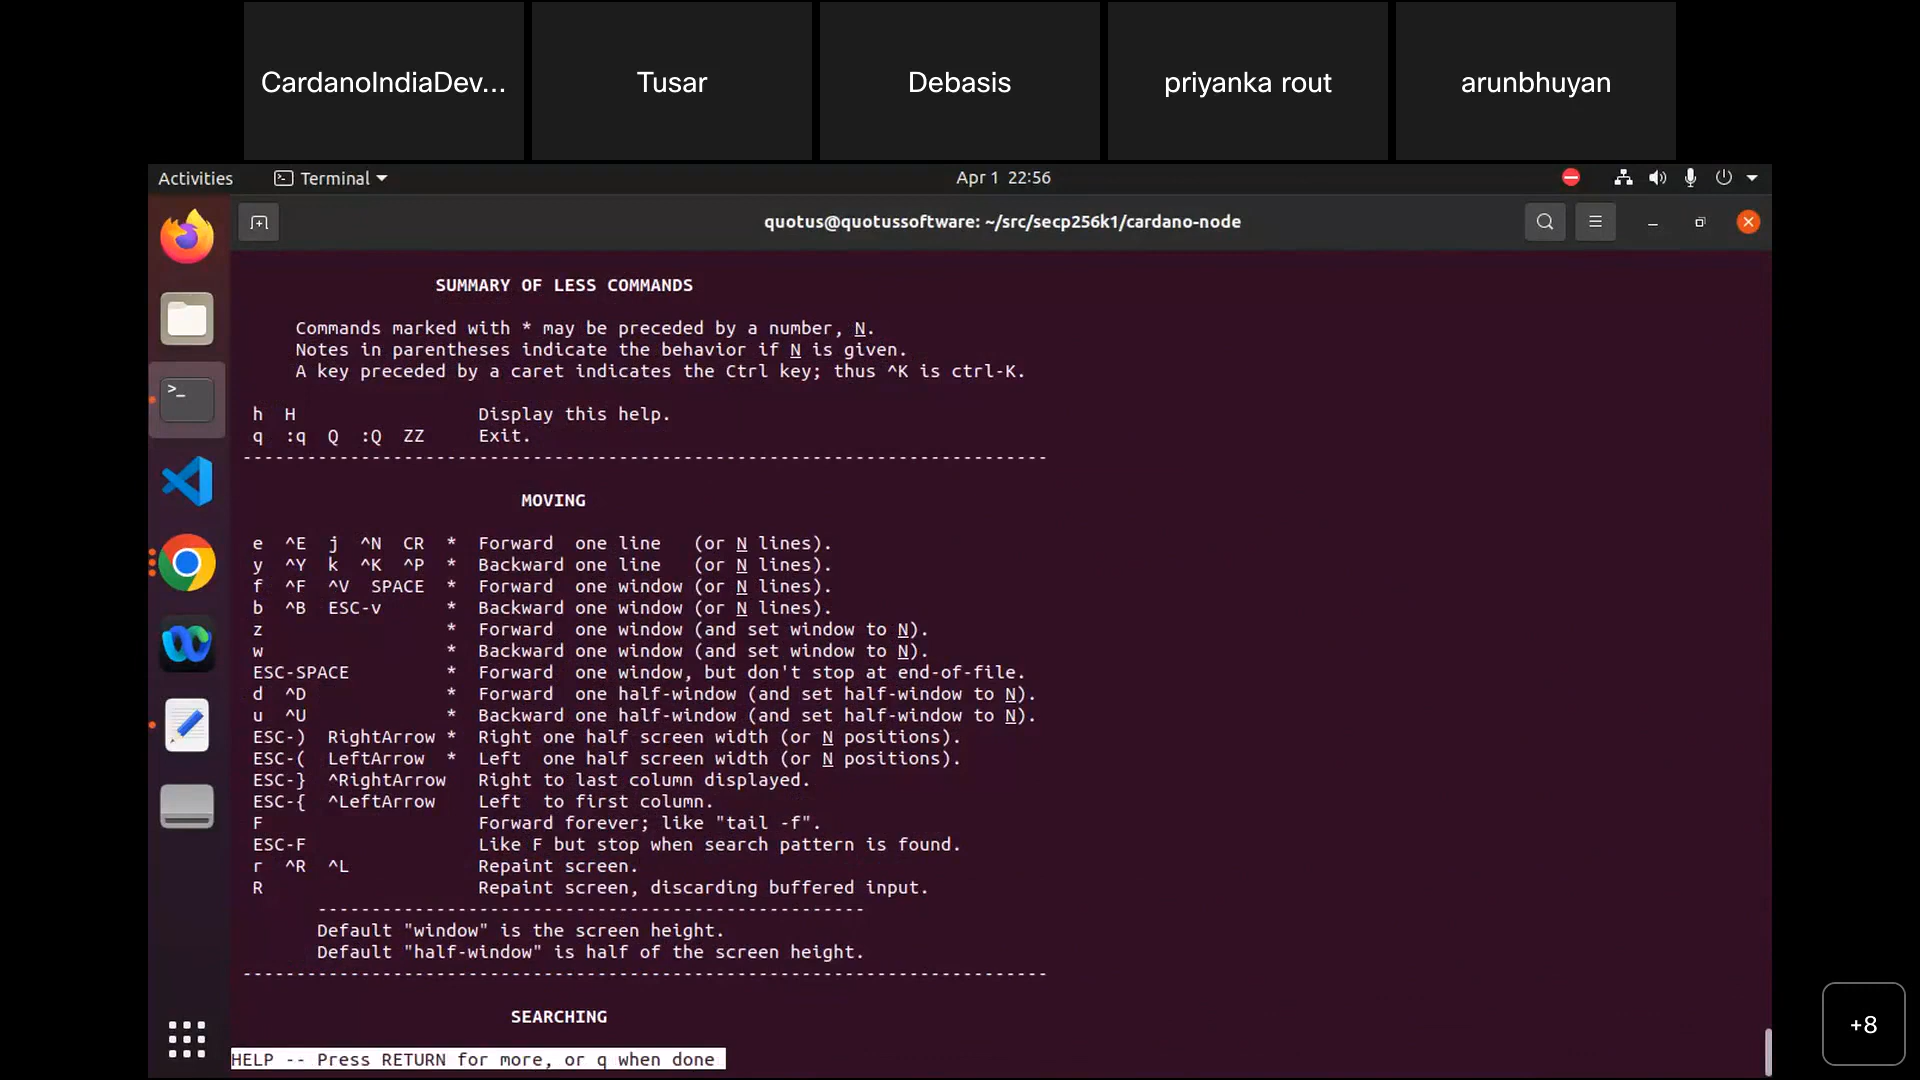 CardanoIndiaDev...
Tusar
Debasis
priyanka rout
arunbhuyan
Activities
Terminal
Apr 1 22:56
quotus@quotussoftware: ~/src/secp256k1/cardano-node
SUMMARY OF LESS COMMANDS
Commands marked with * may be preceded by a number, N.
Notes in parentheses indicate the behavior if N is given.
A key preceded by a caret indicates the Ctrl key; thus ^K is ctrl-K.
h  H                 Display this help.
q  :q  Q  :Q  ZZ     Exit.
---------------------------------------------------------------------------
MOVING
e  ^E  j  ^N  CR  *  Forward  one line   (or N lines).
y  ^Y  k  ^K  ^P  *  Backward one line   (or N lines).
f  ^F  ^V  SPACE  *  Forward  one window (or N lines).
b  ^B  ESC-v      *  Backward one window (or N lines).
z                 *  Forward  one window (and set window to N).
w                 *  Backward one window (and set window to N).
ESC-SPACE         *  Forward  one window, but don't stop at end-of-file.
d  ^D             *  Forward  one half-window (and set half-window to N).
u  ^U             *  Backward one half-window (and set half-window to N).
ESC-)  RightArrow *  Right one half screen width (or N positions).
ESC-(  LeftArrow  *  Left  one half screen width (or N positions).
ESC-}  ^RightArrow   Right to last column displayed.
ESC-{  ^LeftArrow    Left  to first column.
F                    Forward forever; like "tail -f".
ESC-F                Like F but stop when search pattern is found.
r  ^R  ^L            Repaint screen.
R                    Repaint screen, discarding buffered input.
---------------------------------------------------
Default "window" is the screen height.
Default "half-window" is half of the screen height.
---------------------------------------------------------------------------
SEARCHING
HELP -- Press RETURN for more, or q when done
+8